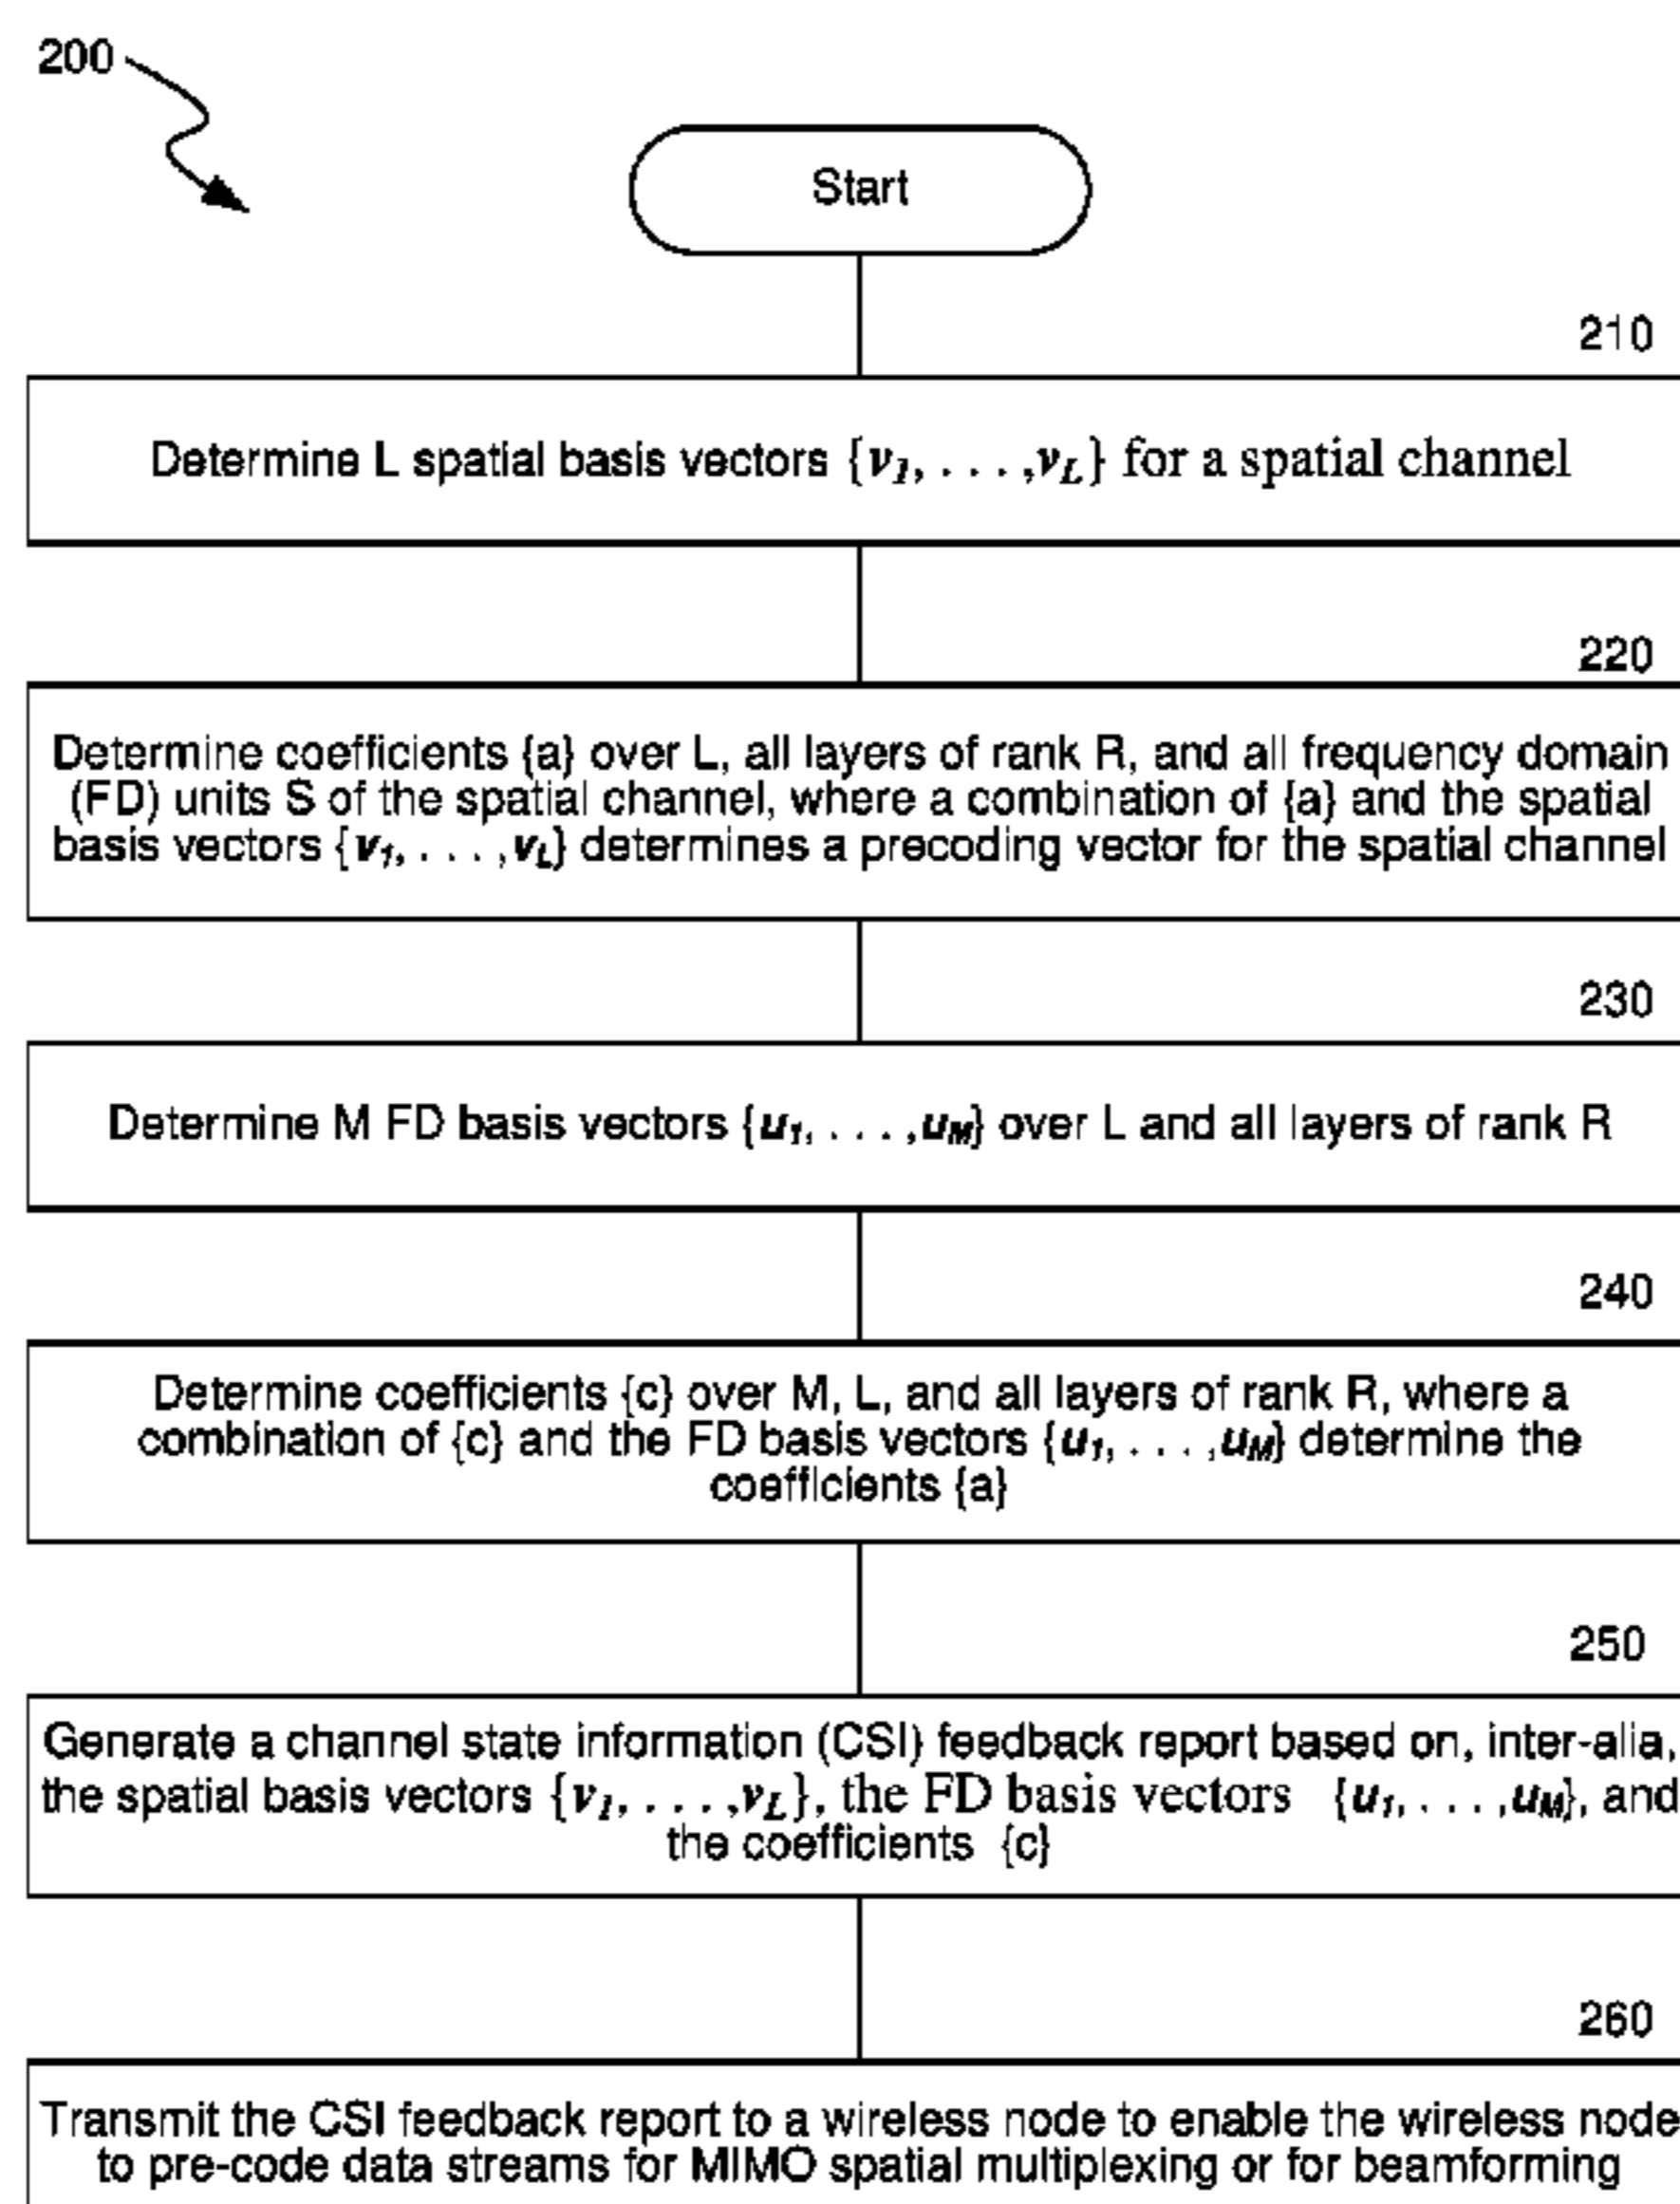 200
Start
210
Determine L spatial basis vectors {v1, . . . ,vL} for a spatial channel
220
Determine coefficients {a} over L, all layers of rank R, and all frequency domain
(FD) units S of the spatial channel, where a combination of {a} and the spatial
basis vectors {v1, . . . ,vL} determines a precoding vector for the spatial channel
230
Determine M FD basis vectors {u1, . . . ,uM} over L and all layers of rank R
240
Determine coefficients {c} over M, L, and all layers of rank R, where a
combination of {c} and the FD basis vectors {u1, . . . ,uM} determine the
coefficients {a}
250
Generate a channel state information (CSI) feedback report based on, inter-alia,
the spatial basis vectors {v1, . . . ,vL}, the FD basis vectors {u1, . . . ,uM}, and
the coefficients {c}
260
Transmit the CSI feedback report to a wireless node to enable the wireless node
to pre-code data streams for MIMO spatial multiplexing or for beamforming